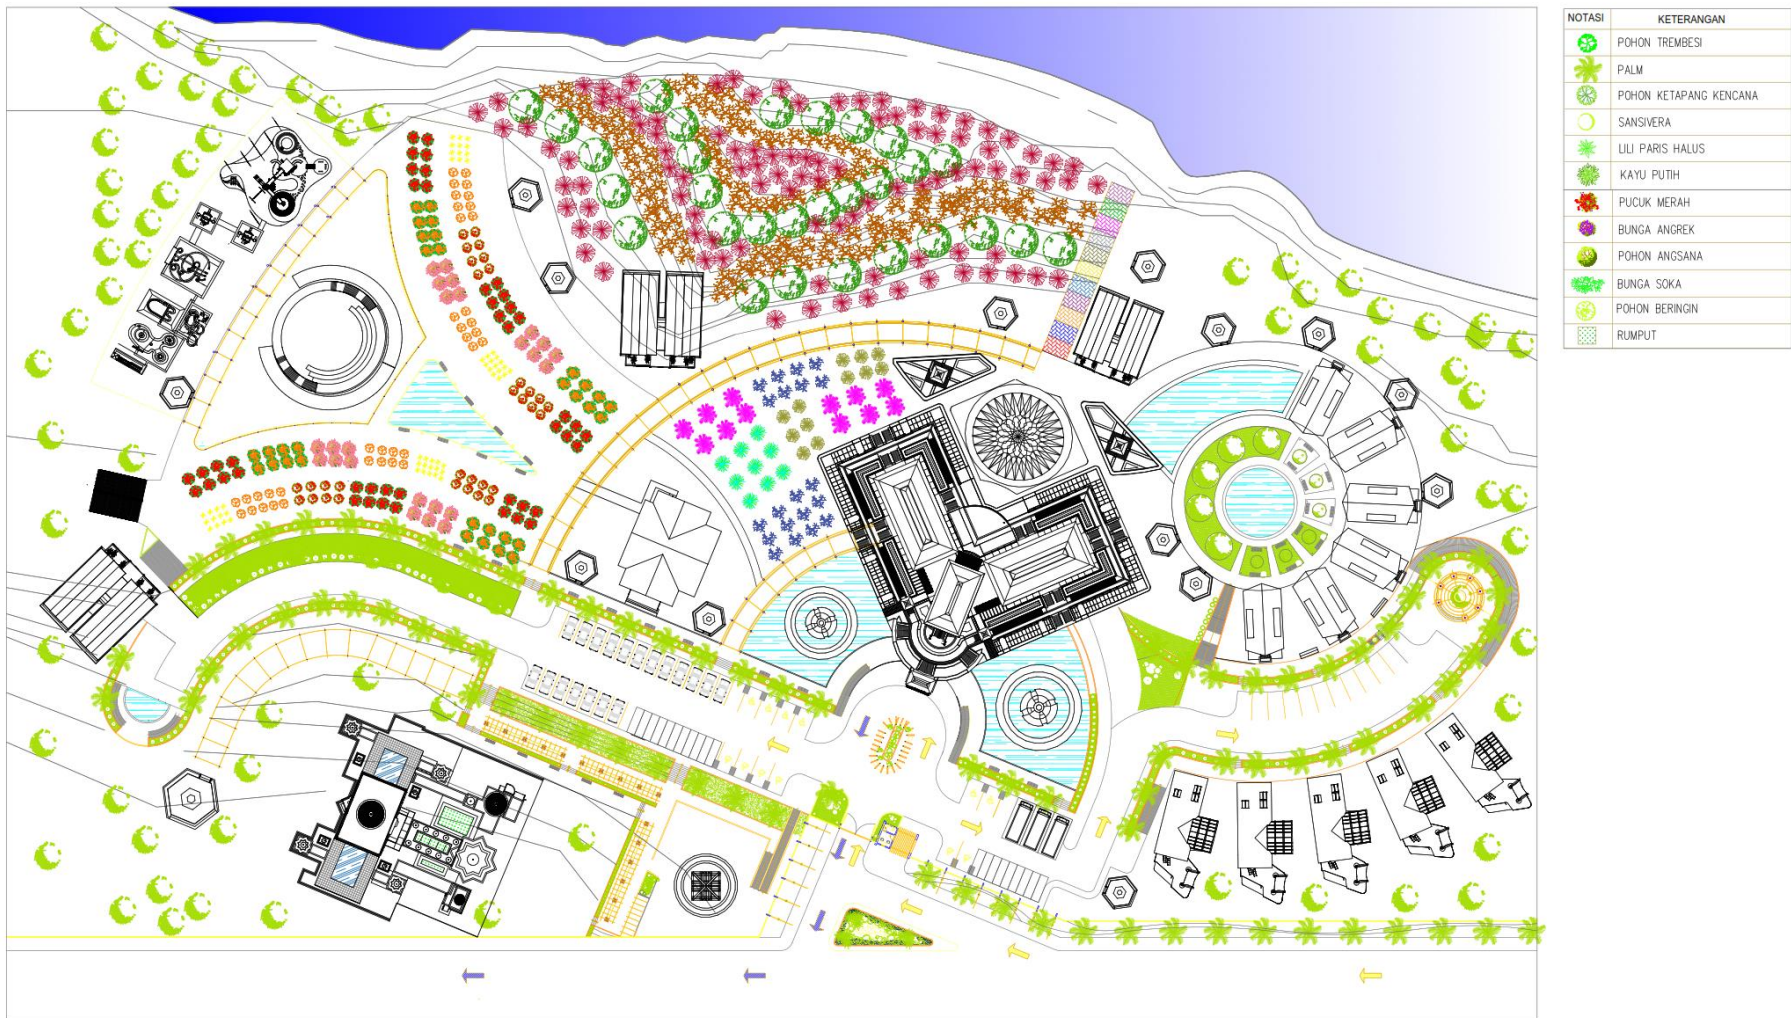 NOTASI KETERANGAN
POHON TREMBESI
PALM
POHON KETAPANG KENCANA
SANSIVERA
LILI PARIS HALUS
KAYU PUTIH
PUCUK MERAH
BUNGA ANGREK
POHON ANGSANA
BUNGA SOKA
POHON BERINGIN
RUMPUT